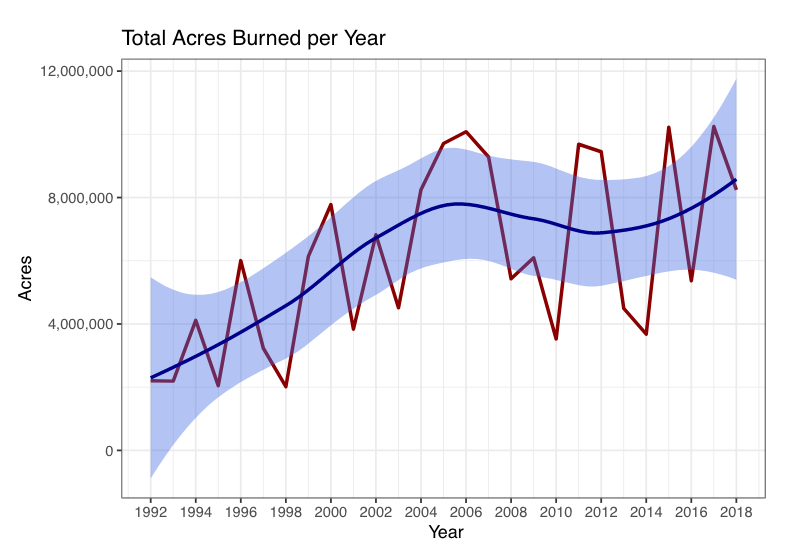 Total Acres Burned per Year
12,000,000
8,000,000
4,000,000
0
Acres
1992 1994 1996 1998 2000 2002 2004 2006 2008 2010 2012 2014 2016 2018
Year